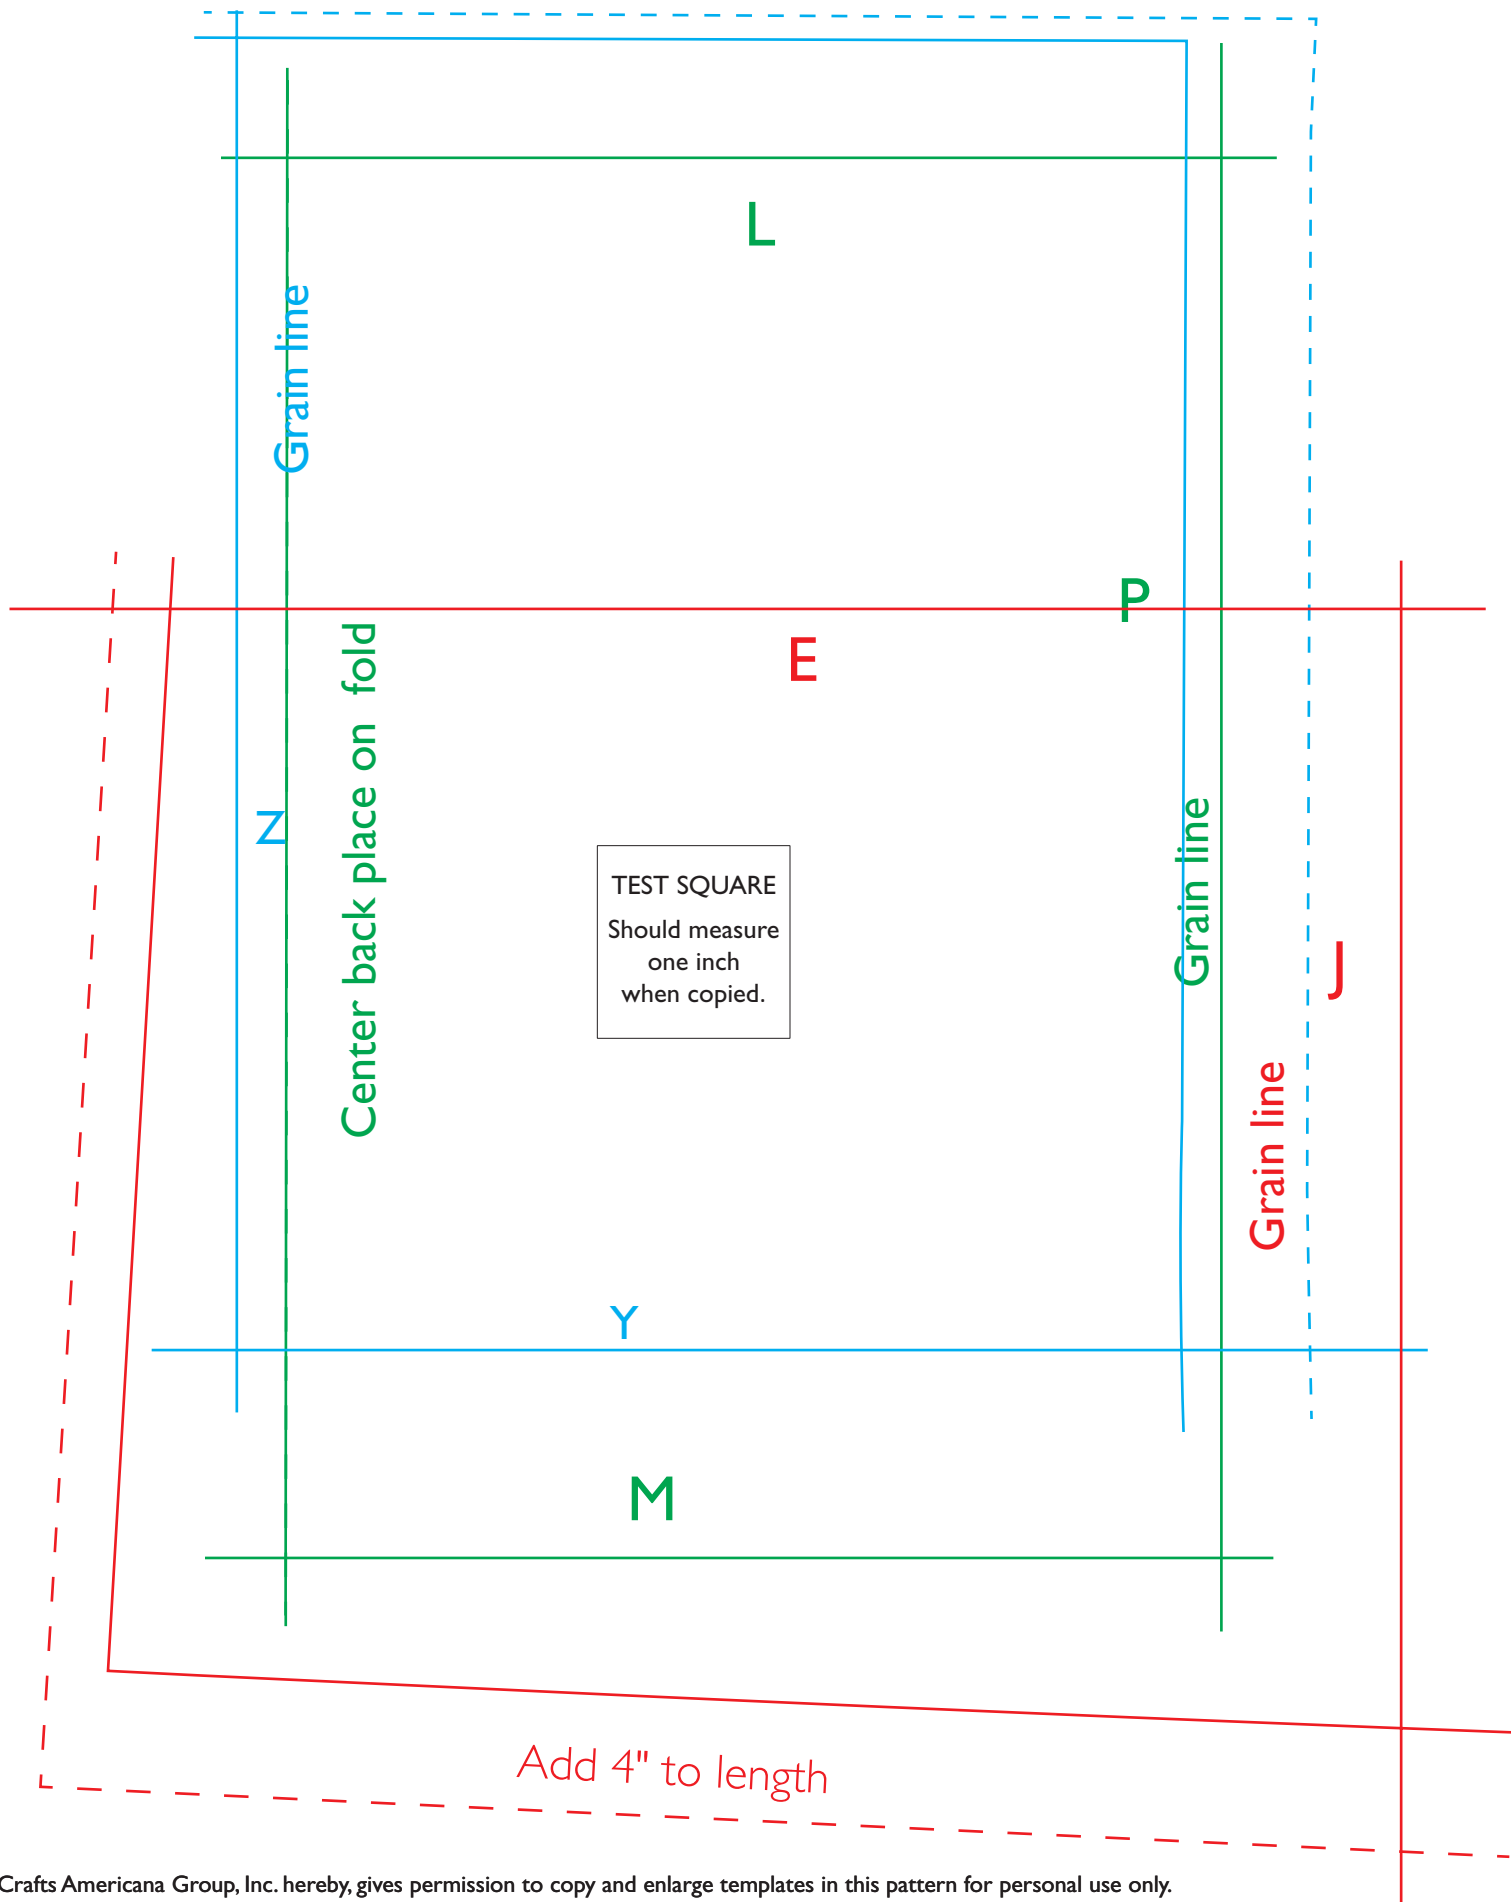 L
Grain line
P
E
Center back place on fold
Z
TEST SQUARE
Should measure
one inch
when copied.
Grain line
J
Grain line
Y
M
Add 4" to length
Crafts Americana Group, Inc. hereby, gives permission to copy and enlarge templates in this pattern for personal use only.